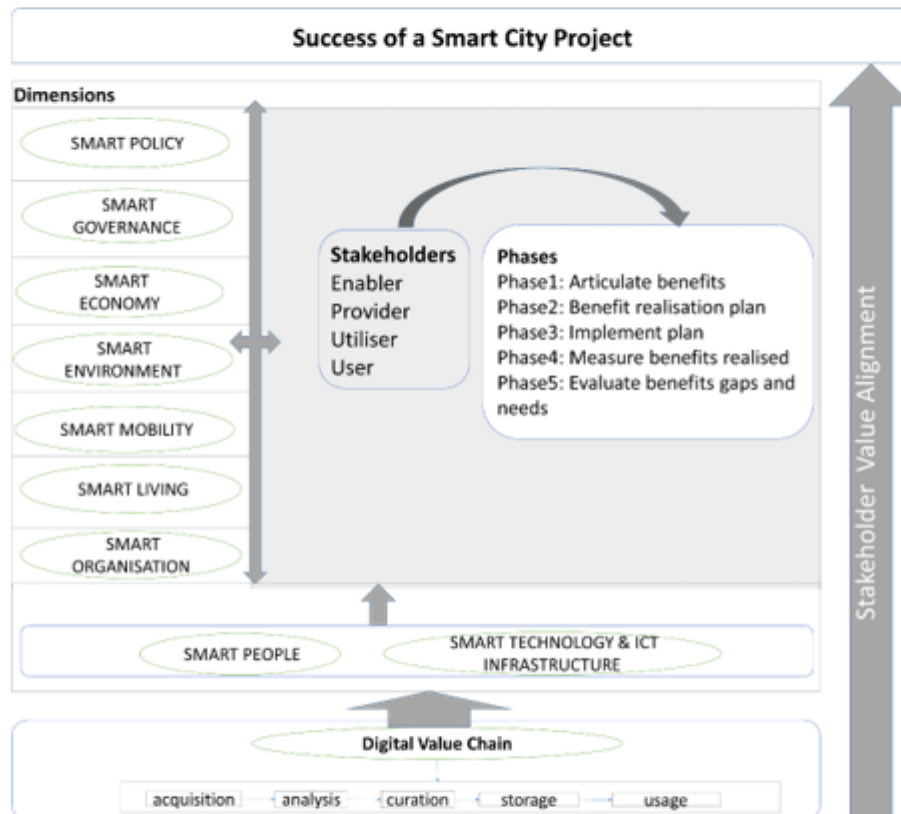 Success of a Smart City Project
Dimensions
SMART POLICY
SMART
GOVERNANCE
SMART
ECONOMY
SMART
ENVIRONMENT
SMART MOBILITY
SMART LIVING
SMART
ORGANISATION
Stakeholders
Enabler
Provider
Utiliser
User
Phases
Phase1: Articulate benefits
Phase2: Benefit realisation plan
Phase3: Implement plan
Phase4: Measure benefits realised
Phase5: Evaluate benefits gaps and
needs
SMART PEOPLE
SMART TECHNOLOGY & ICT
INFRASTRUCTURE
Digital Value Chain
acquisition
analysis
curation
storage
usage
Stakeholder Value Alignment